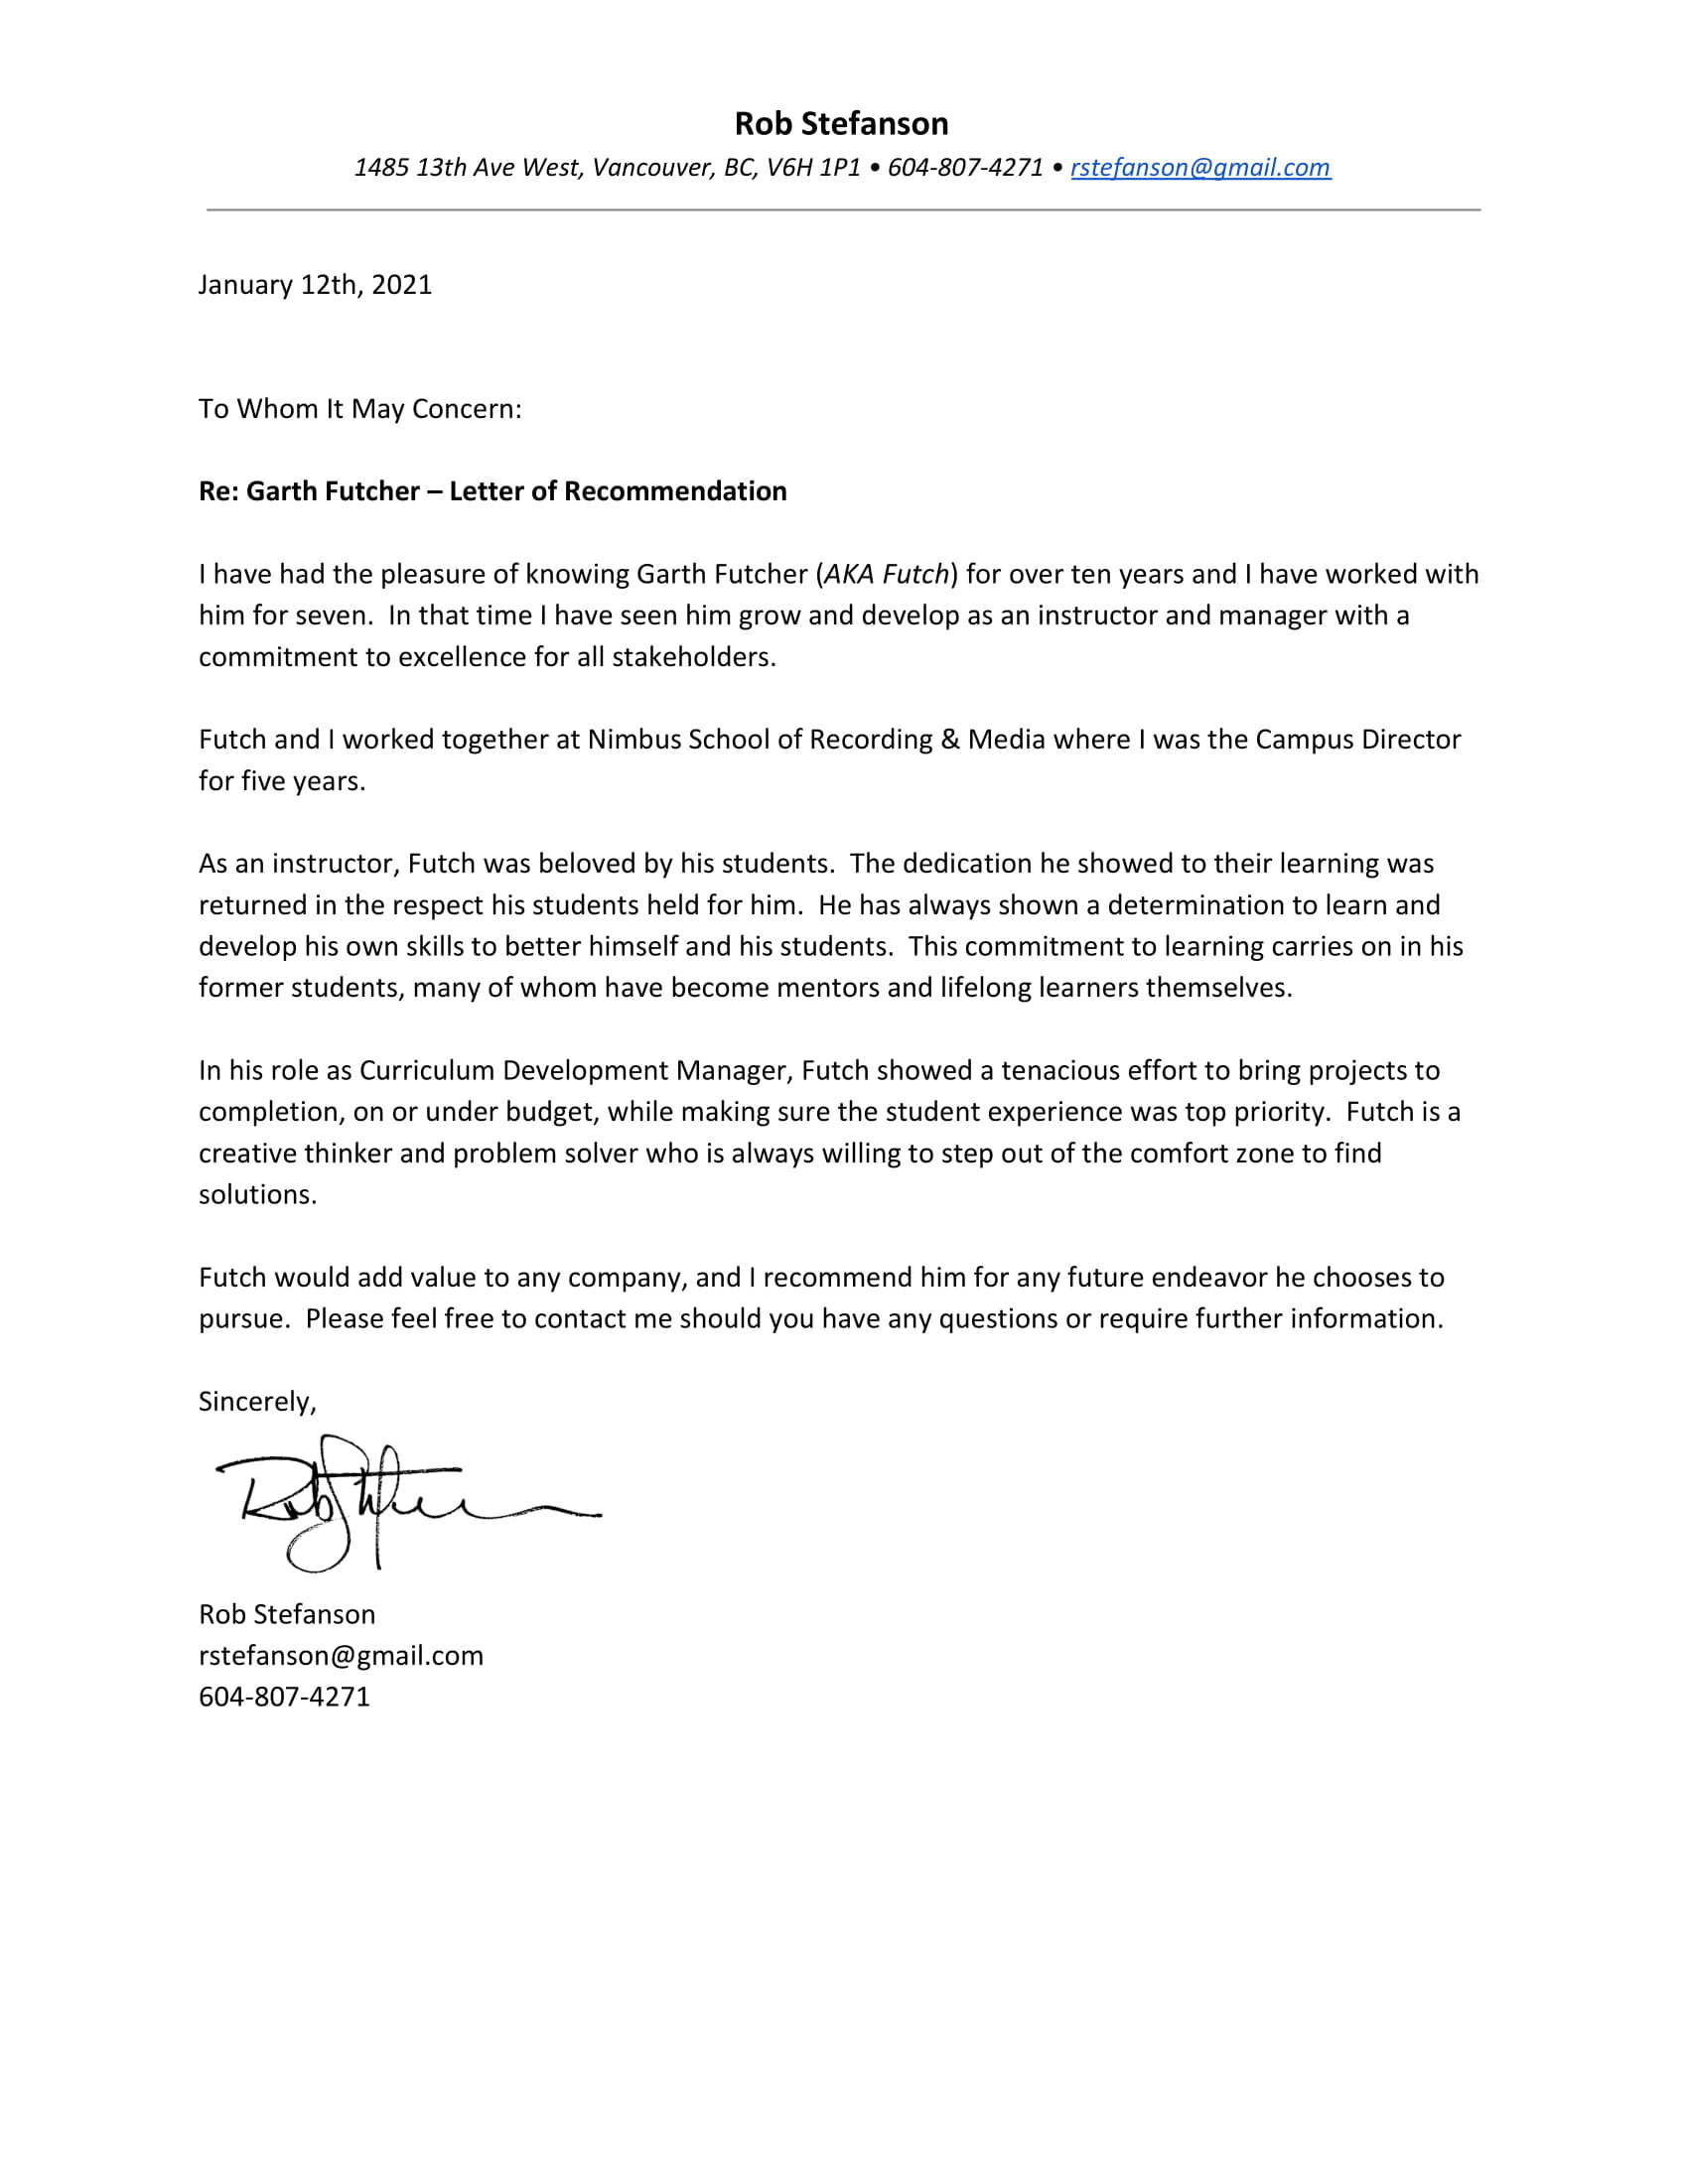 Rob Stefanson
1485 13th Ave West, Vancouver, BC, V6H 1P1 • 604-807-4271 • rstefanson@gmail.com
January 12th, 2021
To Whom It May Concern:
Re: Garth Futcher – Letter of Recommendation
I have had the pleasure of knowing Garth Futcher (AKA Futch) for over ten years and I have worked with
him for seven.  In that time I have seen him grow and develop as an instructor and manager with a
commitment to excellence for all stakeholders.
Futch and I worked together at Nimbus School of Recording & Media where I was the Campus Director
for five years.
As an instructor, Futch was beloved by his students.  The dedication he showed to their learning was
returned in the respect his students held for him.  He has always shown a determination to learn and
develop his own skills to better himself and his students.  This commitment to learning carries on in his
former students, many of whom have become mentors and lifelong learners themselves.
In his role as Curriculum Development Manager, Futch showed a tenacious effort to bring projects to
completion, on or under budget, while making sure the student experience was top priority.  Futch is a
creative thinker and problem solver who is always willing to step out of the comfort zone to find
solutions.
Futch would add value to any company, and I recommend him for any future endeavor he chooses to
pursue.  Please feel free to contact me should you have any questions or require further information.
Sincerely,
Rob Stefanson
rstefanson@gmail.com
604-807-4271